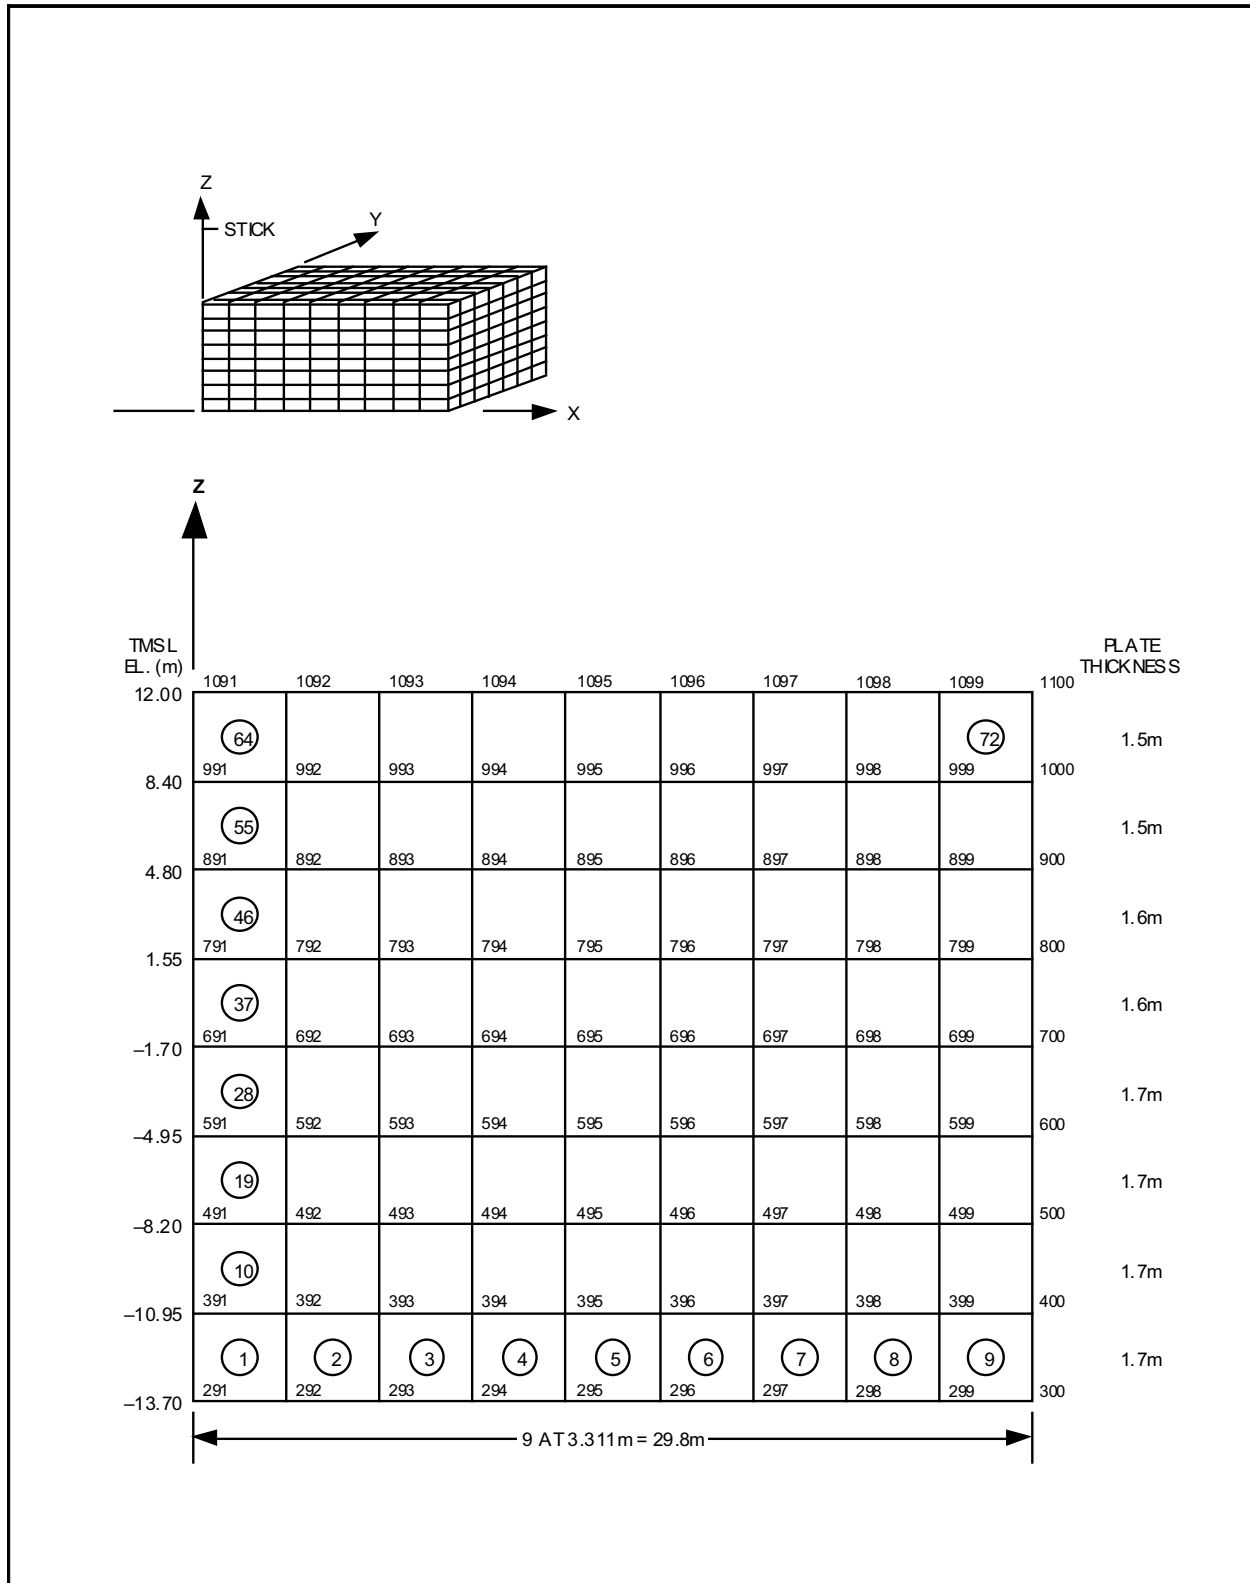 Z
STICK
Y
X
Z
TMSL
EL. (m)
PLATE
THICKNESS
1091 1092 1093 1094 1095 1096 1097 1098 1099 1100
12.00
64 72 1.5m
991 992 993 994 995 996 997 998 999 1000
8.40
55 1.5m
891 892 893 894 895 896 897 898 899 900
4.80
46 1.6m
791 792 793 794 795 796 797 798 799 800
1.55
37 1.6m
691 692 693 694 695 696 697 698 699 700
–1.70
28 1.7m
591 592 593 594 595 596 597 598 599 600
–4.95
19 1.7m
491 492 493 494 495 496 497 498 499 500
–8.20
10 1.7m
391 392 393 394 395 396 397 398 399 400
–10.95
1 2 3 4 5 6 7 8 9 1.7m
291 292 293 294 295 296 297 298 299 300
–13.70
9 AT 3.311m = 29.8m